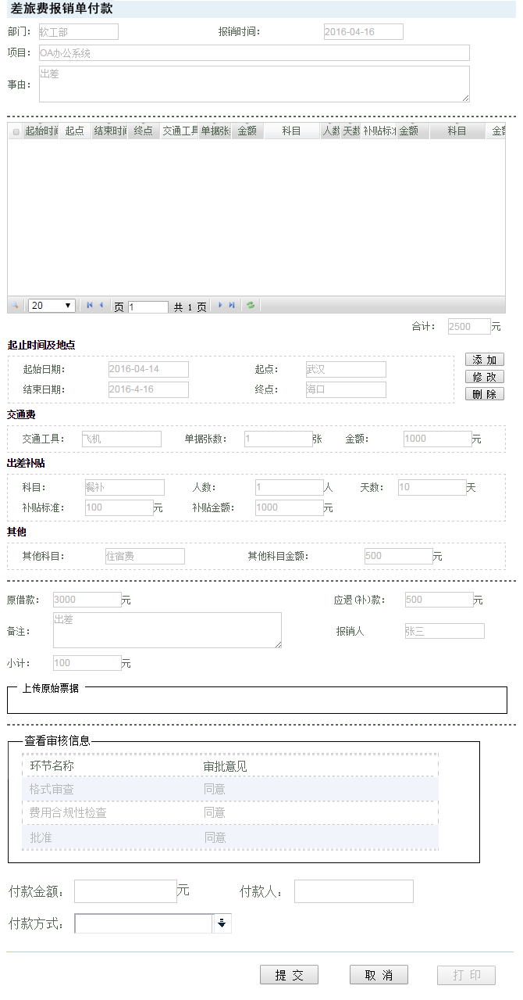 差旅费报销单付款
部门： 软工部 报销时间： 2016-04-16
项目： OA办公系统
事由： 出差
起始时间 起点 结束时间 终点 交通工具 单据张 金额 科目 人数 天数 补贴标准 金额 科目 金额
20 页 1 共 1 页
合计： 2500 元
起止时间及地点
起始日期： 2016-04-14 起点： 武汉 添 加
结束日期： 2016-4-16 终点： 海口 修 改
删 除
交通费
交通工具： 飞机 单据张数： 1 张 金额： 1000 元
出差补贴
科目： 餐补 人数： 1 人 天数： 10 天
补贴标准： 100 元 补贴金额： 1000 元
其他
其他科目： 住宿费 其他科目金额： 500 元
原借款： 3000 元 应退(补)款： 500 元
备注： 出差 报销人 张三
小计： 100 元
上传原始票据
查看审核信息
环节名称 审批意见
格式审查 同意
费用合规性检查 同意
批准 同意
付款金额： 元 付款人：
付款方式：
提 交 取 消 打 印